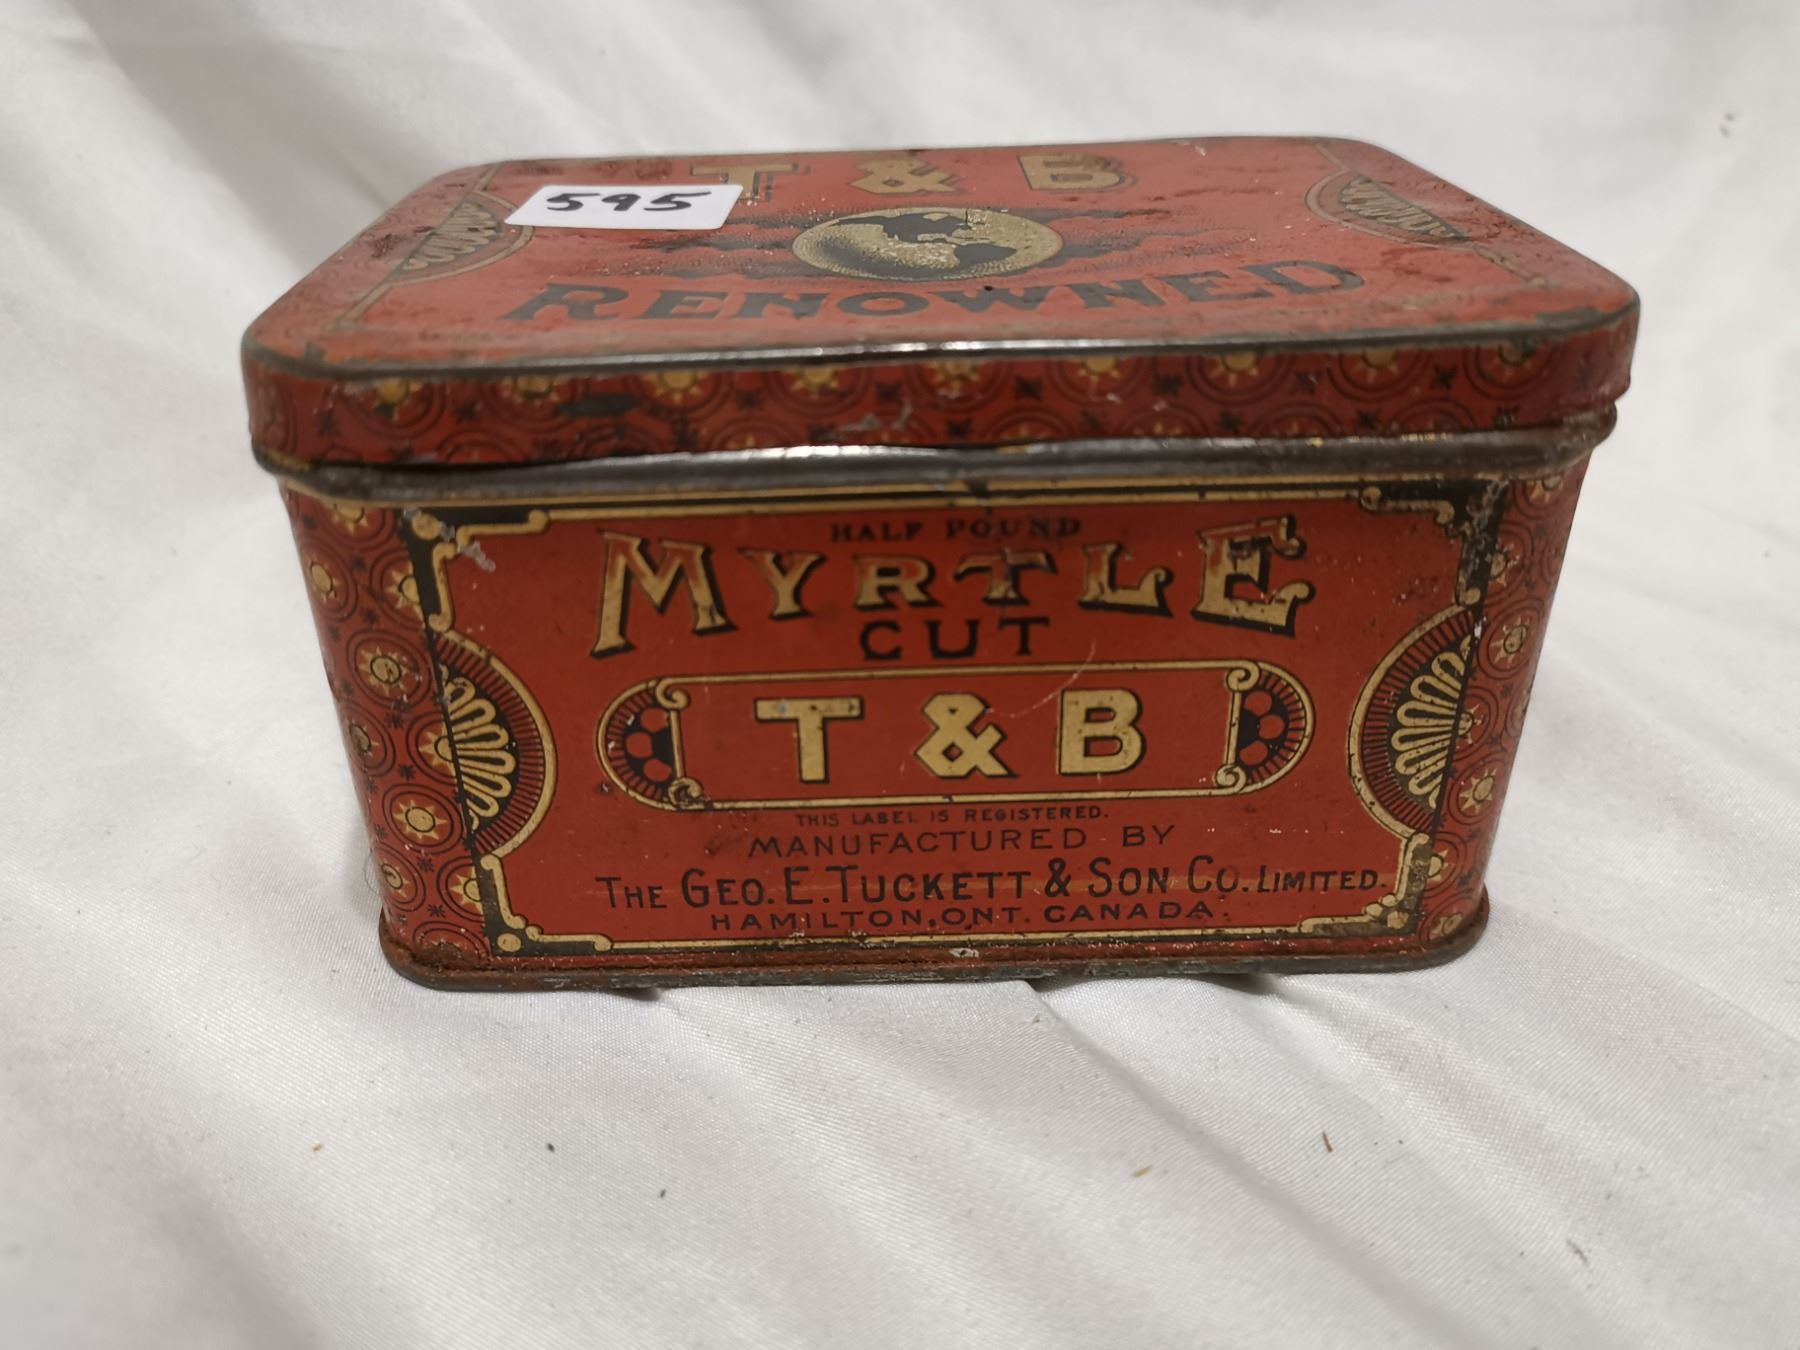 T & B
595
RENOWNED
HALF POUND
MYRTLE
CUT
T & B
THIS LABEL IS REGISTERED.
MANUFACTURED BY
THE GEO. E. TUCKETT & SON CO. LIMITED.
HAMILTON, ONT. CANADA.